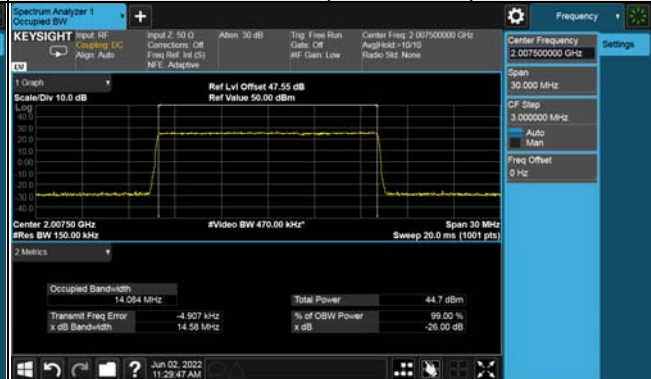 Spectrum Analyzer 1
Occupied BW
+
Frequency
KEYSIGHT Input: RF
Coupling: DC
Align: Auto
Input Z: 50 Ω
Corrections: Off
Freq Ref: Int (S)
NFE: Adaptive
Atten: 30 dB
Trig: Free Run
Gate: Off
#IF Gain: Low
Center Freq: 2.007500000 GHz
Avg|Hold:>10/10
Radio Std: None
LXI
Center Frequency
2.007500000 GHz
Settings
Span
30.000 MHz
CF Step
3.000000 MHz
Auto
Man
Freq Offset
0 Hz
1 Graph
Scale/Div 10.0 dB
Ref Lvl Offset 47.55 dB
Ref Value 50.00 dBm
Log
40.0
30.0
20.0
10.0
0.00
-10.0
-20.0
-30.0
-40.0
Center 2.00750 GHz
#Res BW 150.00 kHz
#Video BW 470.00 kHz*
Span 30 MHz
Sweep 20.0 ms (1001 pts)
2 Metrics
Occupied Bandwidth
14.084 MHz
Transmit Freq Error -4.907 kHz
x dB Bandwidth 14.58 MHz
Total Power 44.7 dBm
% of OBW Power 99.00 %
x dB -26.00 dB
?
Jun 02, 2022
11:29:47 AM